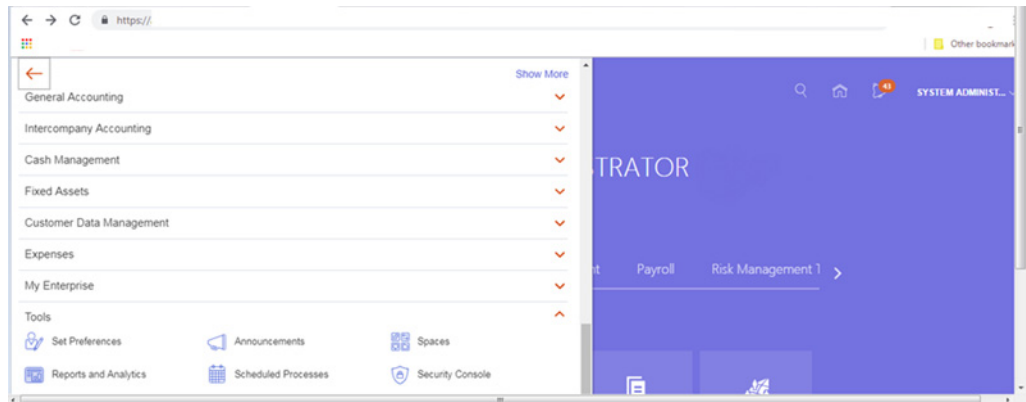 https://
Other bookmark
Show More
General Accounting
Intercompany Accounting
Cash Management
Fixed Assets
Customer Data Management
Expenses
My Enterprise
Tools
Set Preferences Announcements Spaces
Reports and Analytics Scheduled Processes Security Console
43 SYSTEM ADMINIST...
TRATOR
nt Payroll Risk Management T